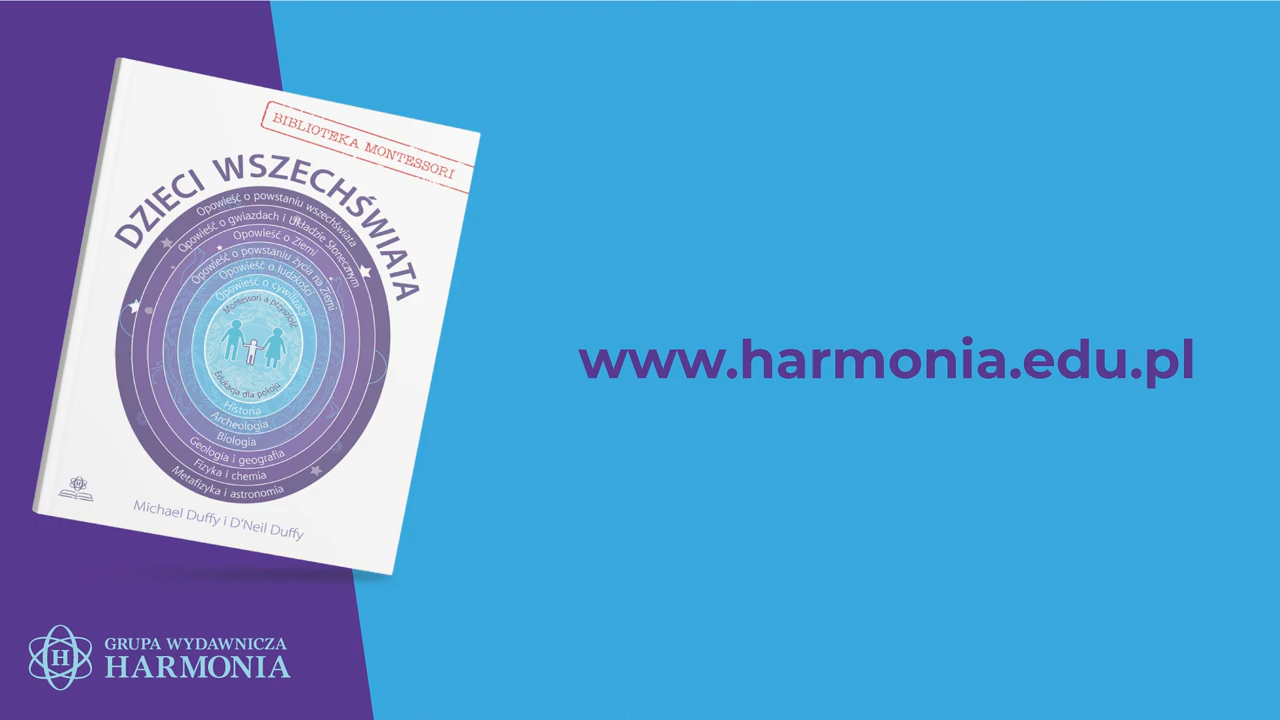 BIBLIOTEKA MONTESSORI
DZIECI WSZECHŚWIATA
Opowieść o powstaniu wszechświata
Opowieść o gwiazdach i Układzie Słonecznym
Opowieść o Ziemi
Opowieść o powstaniu życia na Ziemi
Opowieść o ludzkości
Opowieść o cywilizacji
Montessori a przyszłość
Edukacja dla pokoju
Historia
Archeologia
Biologia
Geologia i geografia
Fizyka i chemia
Metafizyka i astronomia
Michael Duffy i D'Neil Duffy
www.harmonia.edu.pl
H
GRUPA WYDAWNICZA
HARMONIA